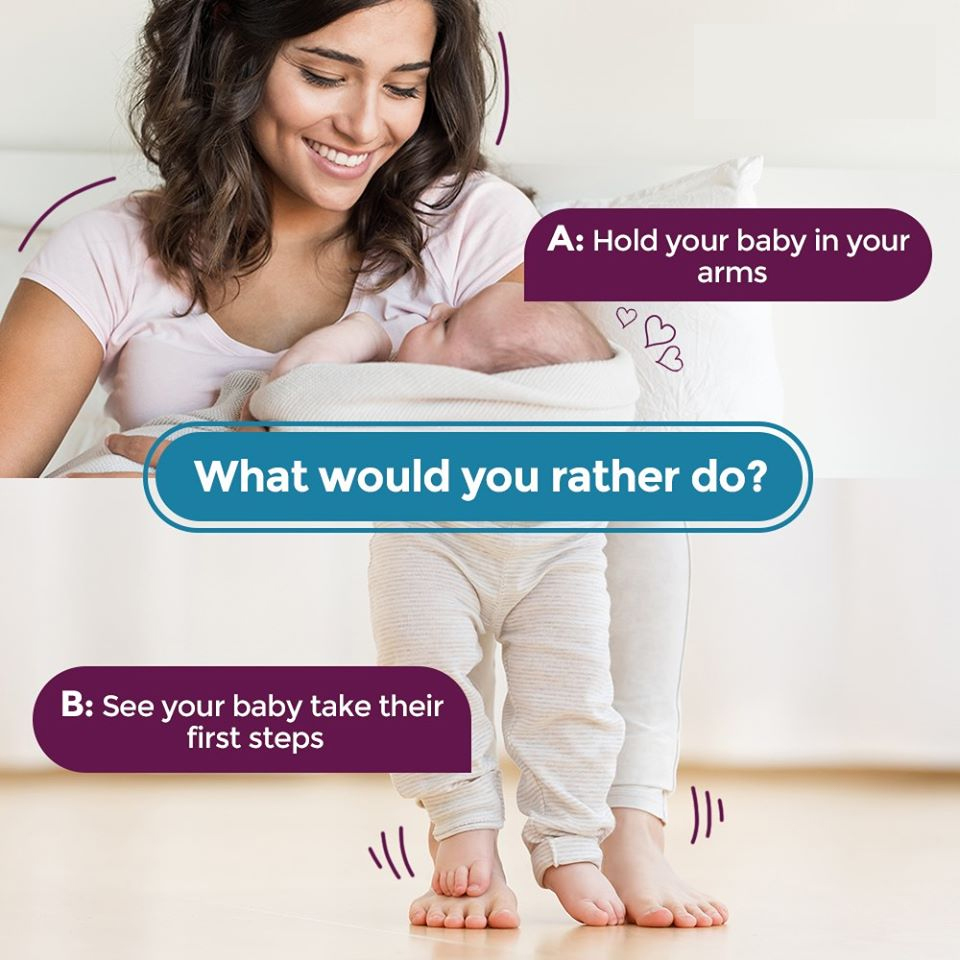 A: Hold your baby in your
arms
What would you rather do?
B: See your baby take their
first steps